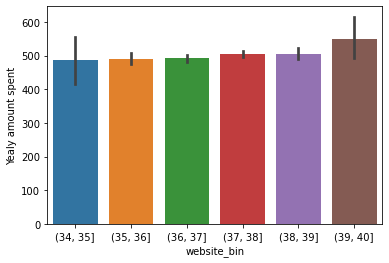 600
500
400
300
200
100
0
Yealy amount spent
(34, 35] (35, 36] (36, 37] (37, 38] (38, 39] (39, 40]
website_bin